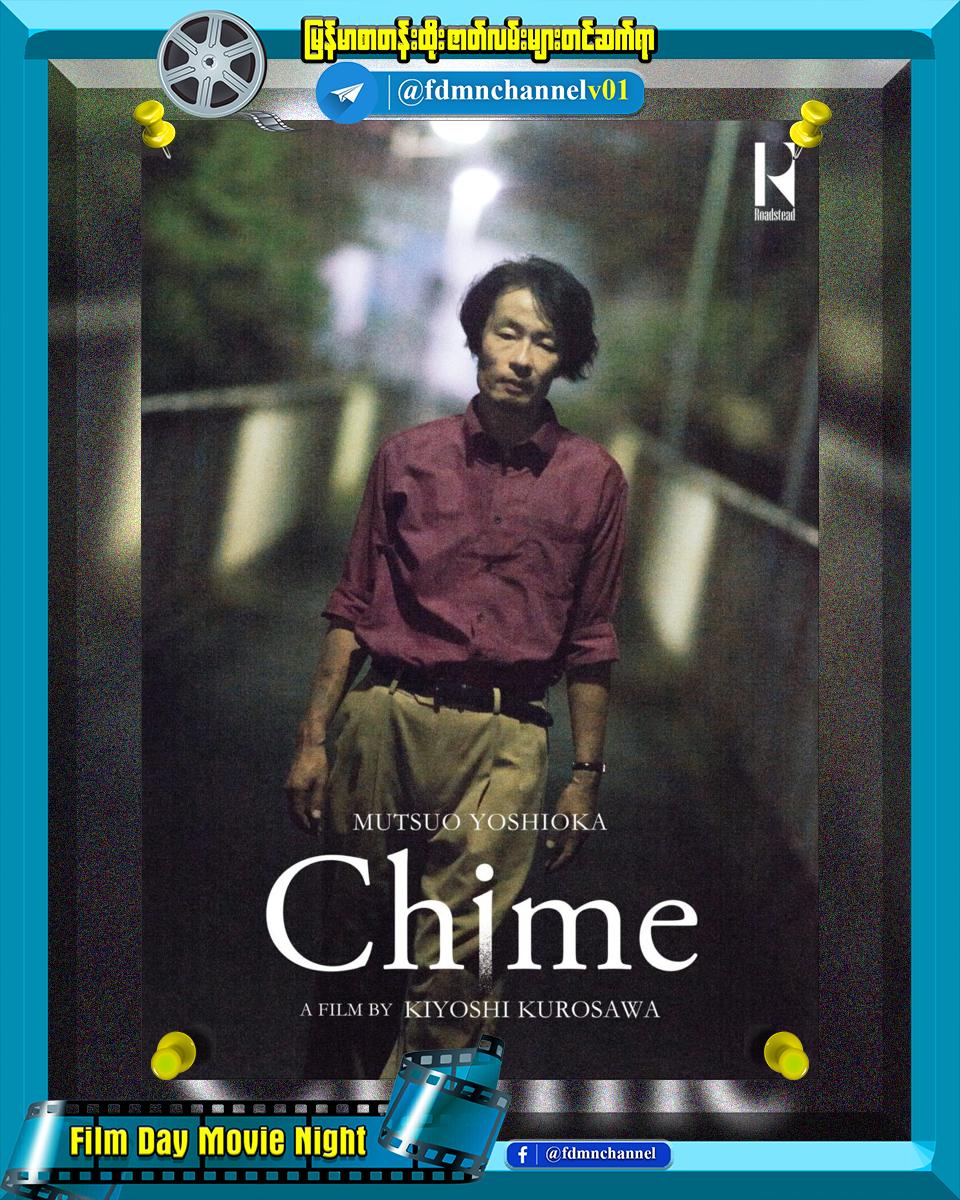 မြန်မာစာတန်းထိုးဇာတ်လမ်းများတင်ဆက်ရာ
@fdmnchannelv01
R
Roadstead
MUTSUO YOSHIOKA
Chime
A FILM BY KIYOSHI KUROSAWA
Film Day Movie Night
f @fdmnchannel